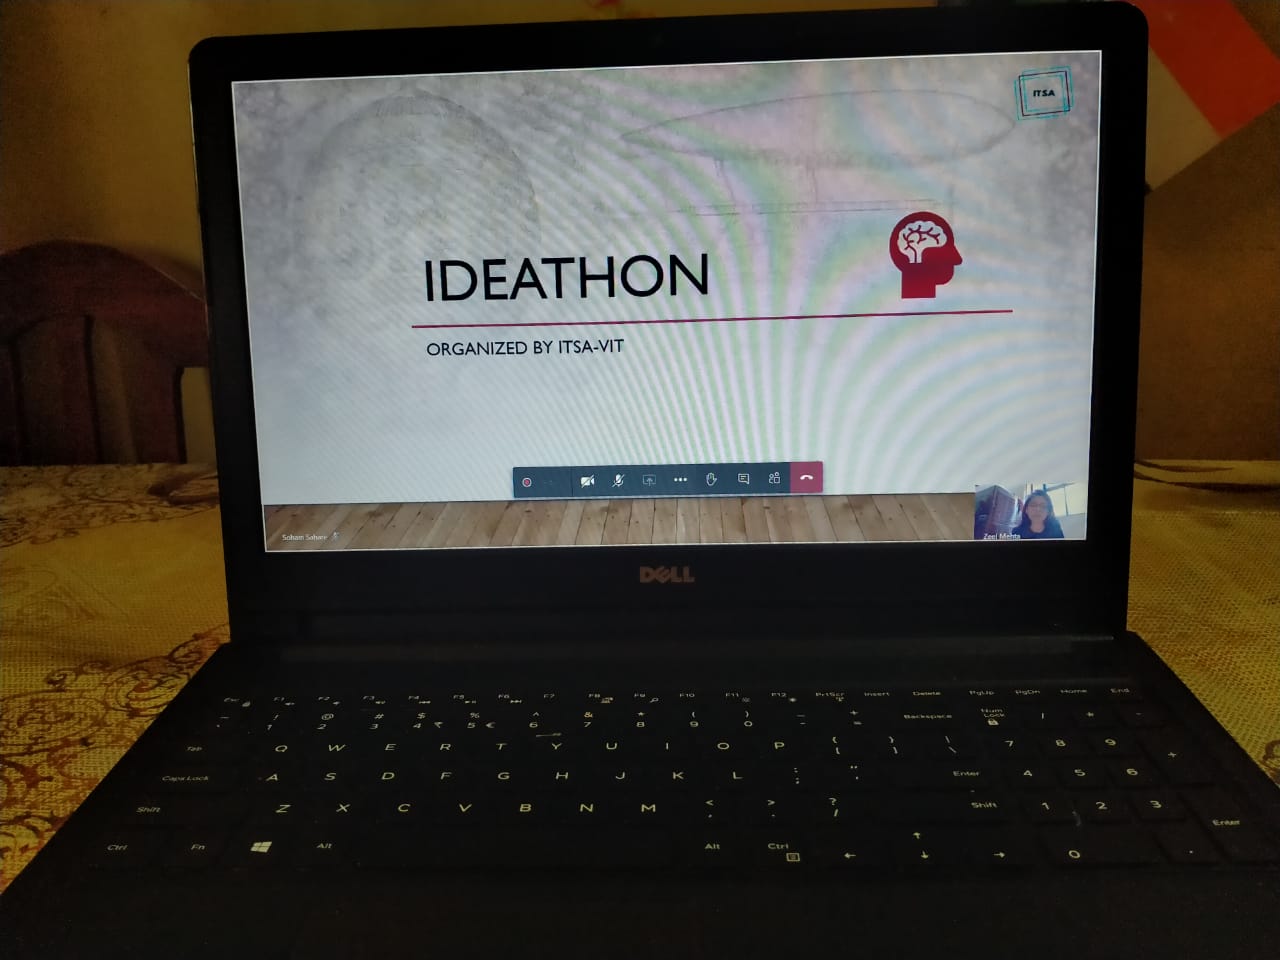 ITSA
IDEATHON
ORGANIZED BY ITSA-VIT
Soham Sahare
Zeel Mehta
DELL
Esc F1 F2 F3 F4 F5 F6 F7 F8 F9 F10 F11 F12 PrtScr Insert Delete PgUp PgDn Home End
~ ! @ # $ % ^ & * ( ) _ +
` 1 2 3 4 ₹ 5 € 6 7 8 9 0 - = Backspace Num Lock / * -
Tab Q W E R T Y U I O P { [ } ] | \ 7 8 9 +
Caps Lock A S D F G H J K L : ; " ' Enter 4 5 6
Shift Z X C V B N M < , > . ? / Shift 1 2 3 Enter
Ctrl Fn Alt Alt Ctrl ← ↑ ↓ → 0 .